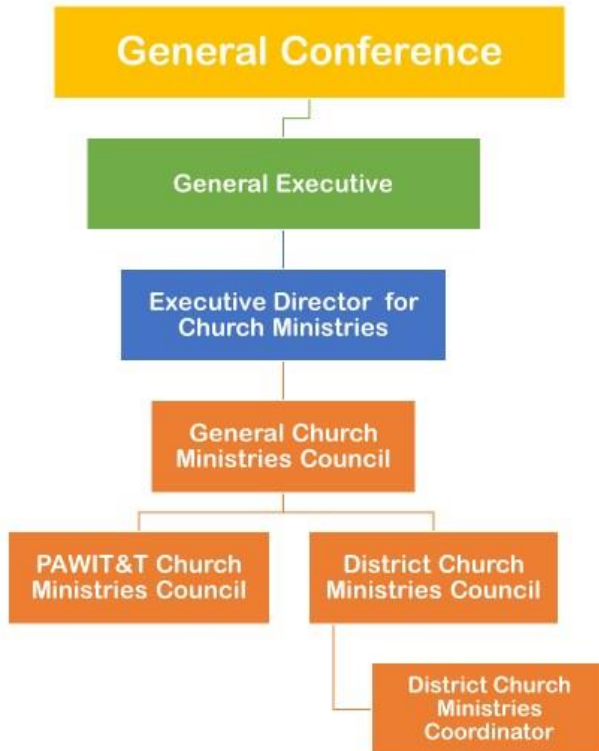 General Conference
General Executive
Executive Director for
Church Ministries
General Church
Ministries Council
PAWIT&T Church
Ministries Council
District Church
Ministries Council
District Church
Ministries
Coordinator